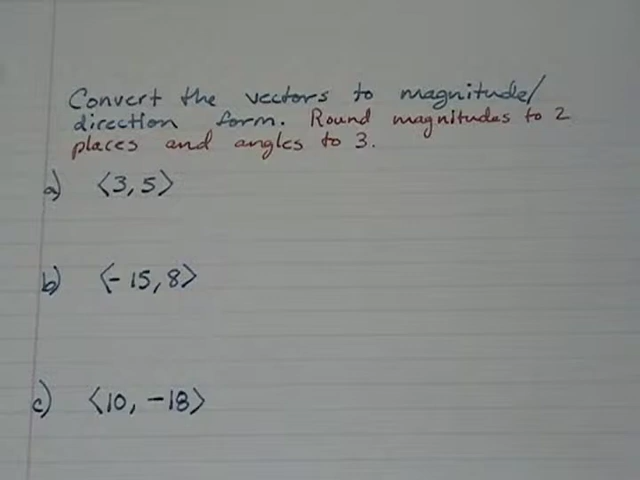 Convert the vectors to magnitude/
direction form. Round magnitudes to 2
places and angles to 3.
a) ⟨3, 5⟩
b) ⟨-15, 8⟩
c) ⟨10, -18⟩